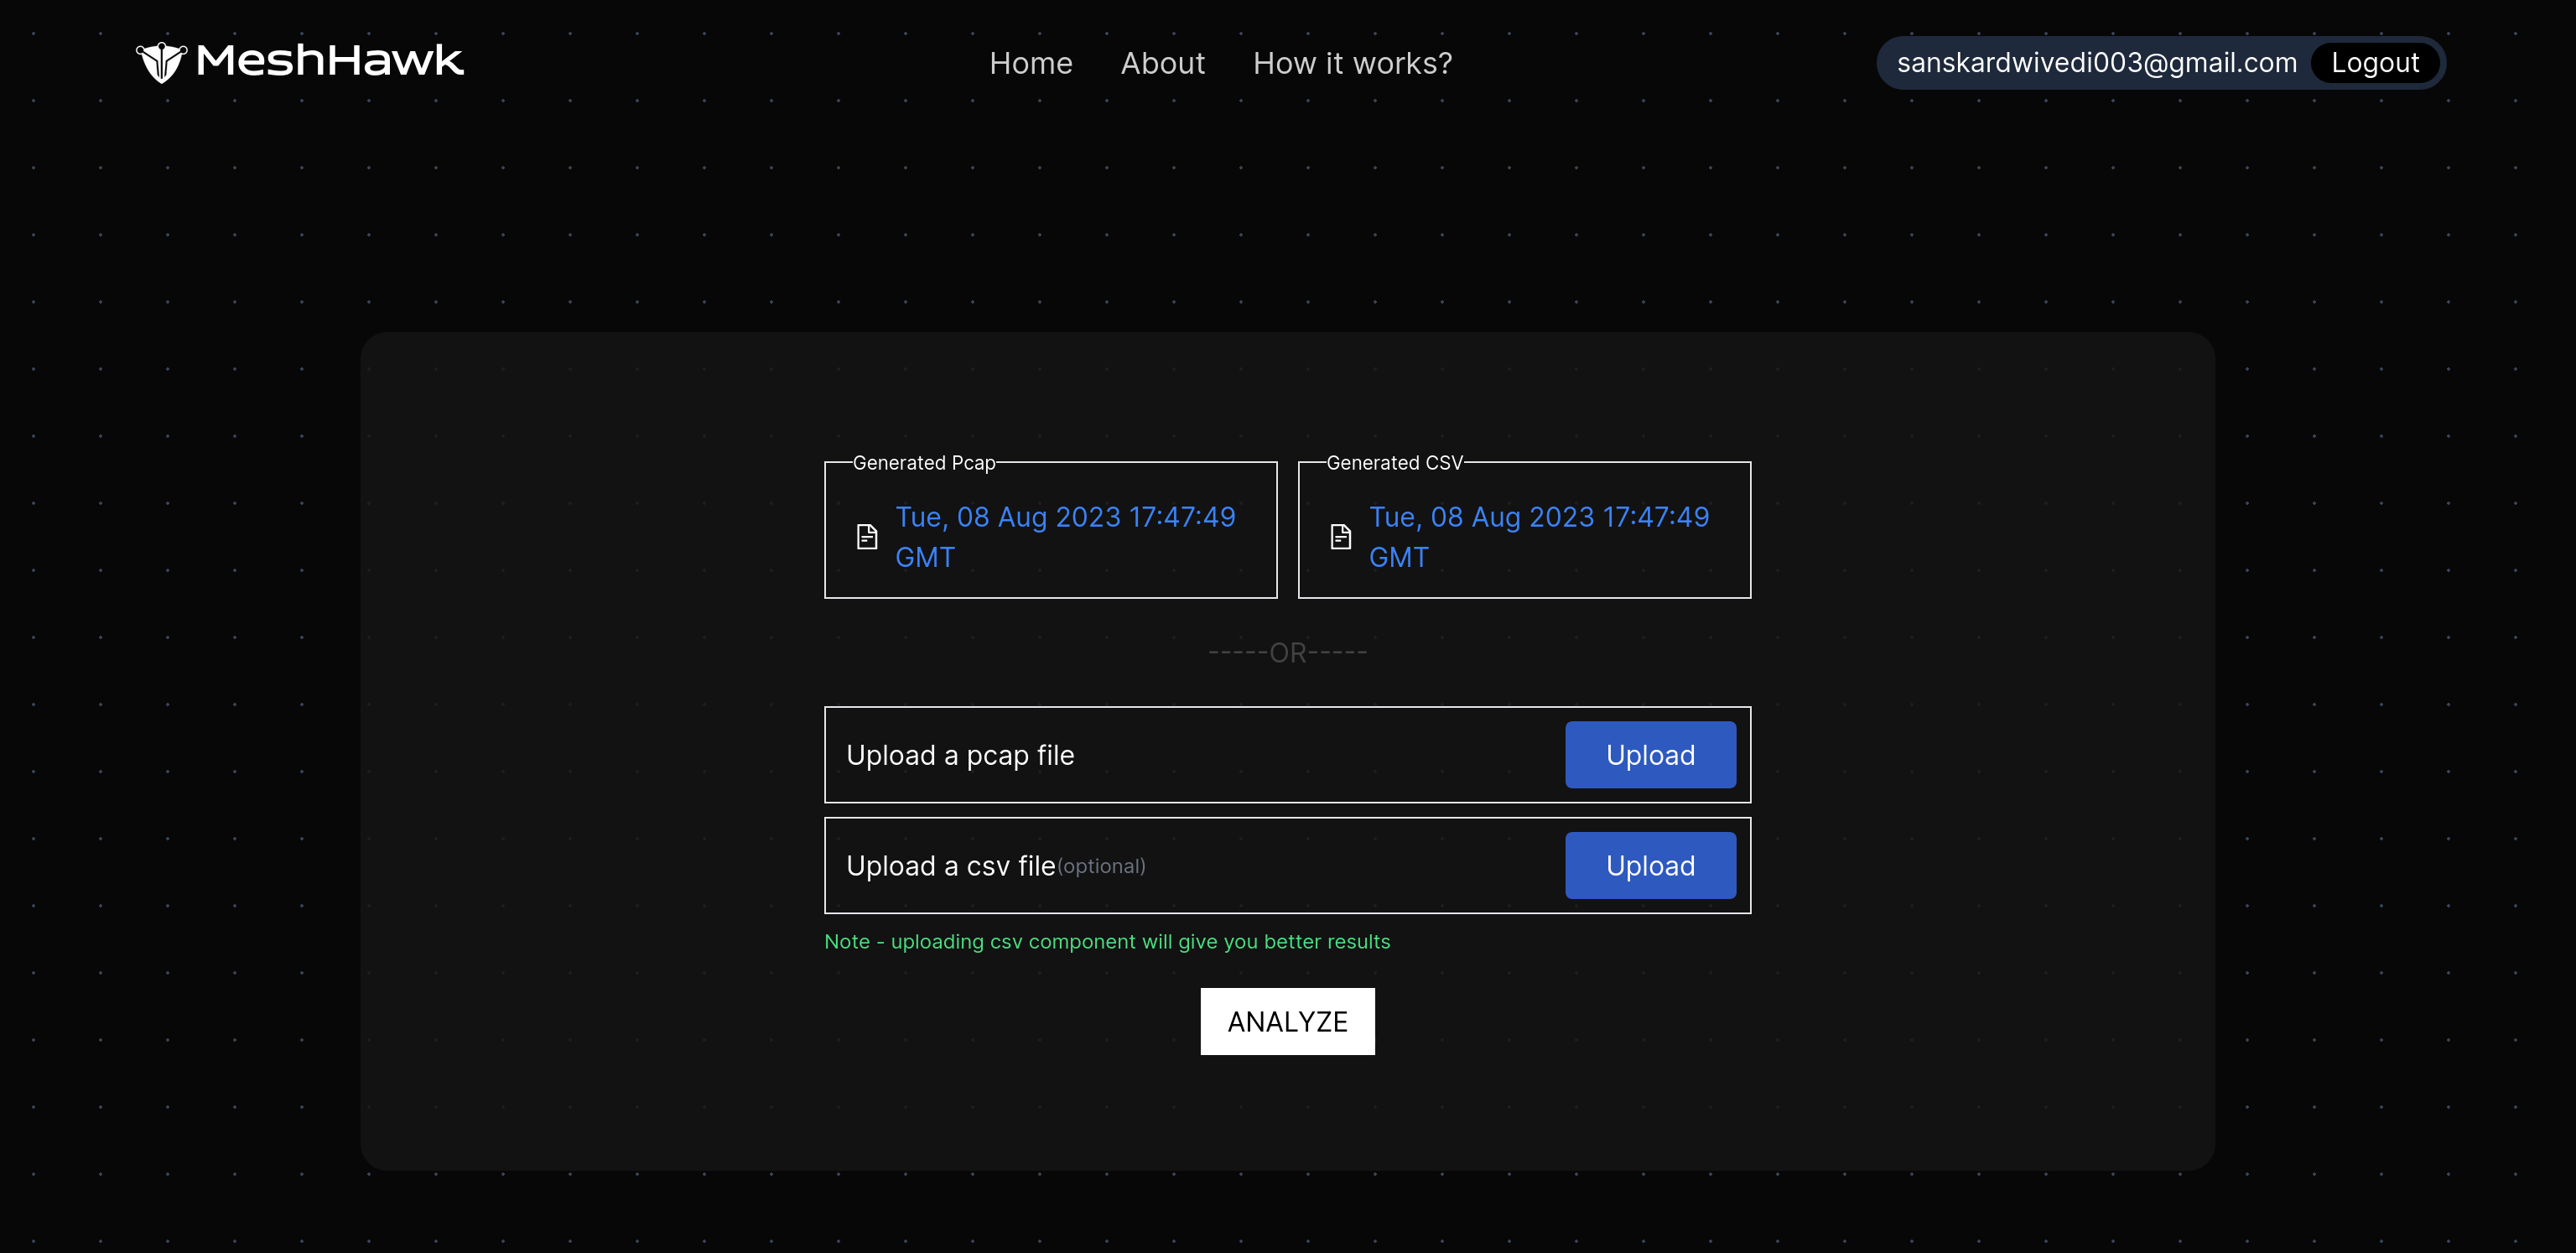 MeshHawk
Home About How it works?
sanskardwivedi003@gmail.com Logout
Generated Pcap
Tue, 08 Aug 2023 17:47:49
GMT
Generated CSV
Tue, 08 Aug 2023 17:47:49
GMT
-----OR-----
Upload a pcap file Upload
Upload a csv file(optional) Upload
Note - uploading csv component will give you better results
ANALYZE